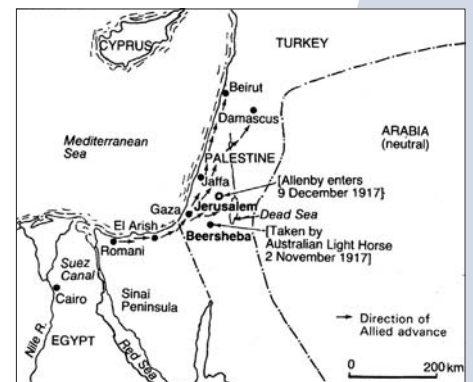 CYPRUS
TURKEY
Beirut
Damascus
Mediterranean
Sea
ARABIA
(neutral)
PALESTINE
Jaffa
[Allenby enters
9 December 1917]
Gaza
Jerusalem
El Arish
Dead Sea
Beersheba
[Taken by
Australian Light Horse
2 November 1917]
Romani
Suez
Canal
Cairo
Sinai
Peninsula
Direction of
Allied advance
Nile R.
EGYPT
Red Sea
0 200 km